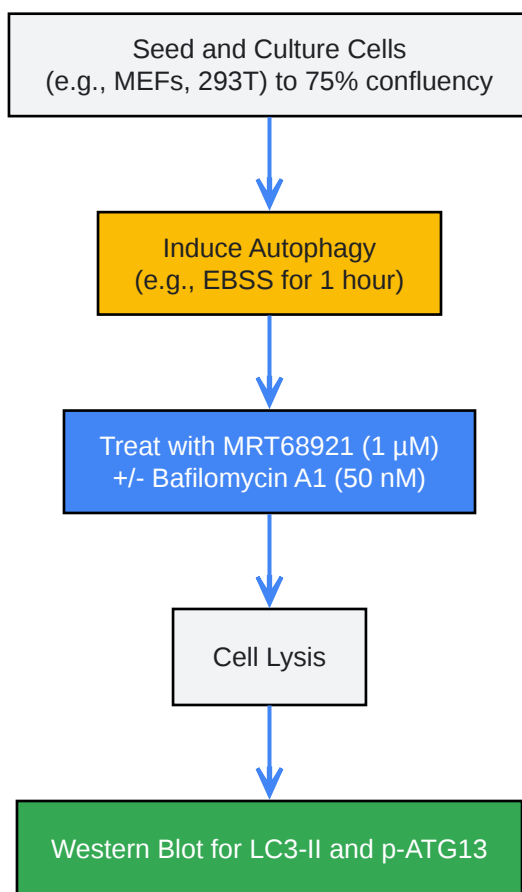 Seed and Culture Cells
(e.g., MEFs, 293T) to 75% confluency
Induce Autophagy
(e.g., EBSS for 1 hour)
Treat with MRT68921 (1 µM)
+/- Bafilomycin A1 (50 nM)
Cell Lysis
Western Blot for LC3-II and p-ATG13